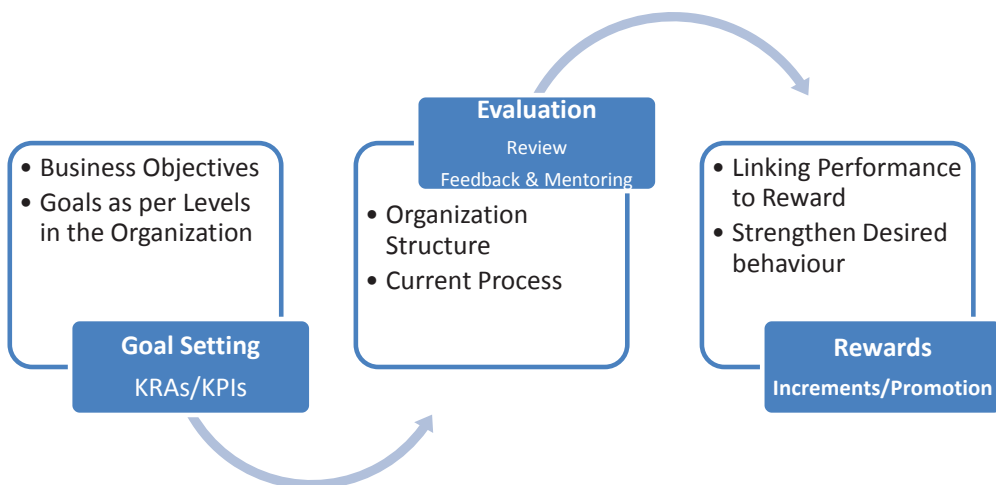 • Business Objectives
• Goals as per Levels
in the Organization
Goal Setting
KRAs/KPIs
Evaluation
Review
Feedback & Mentoring
• Organization
Structure
• Current Process
• Linking Performance
to Reward
• Strengthen Desired
behaviour
Rewards
Increments/Promotion